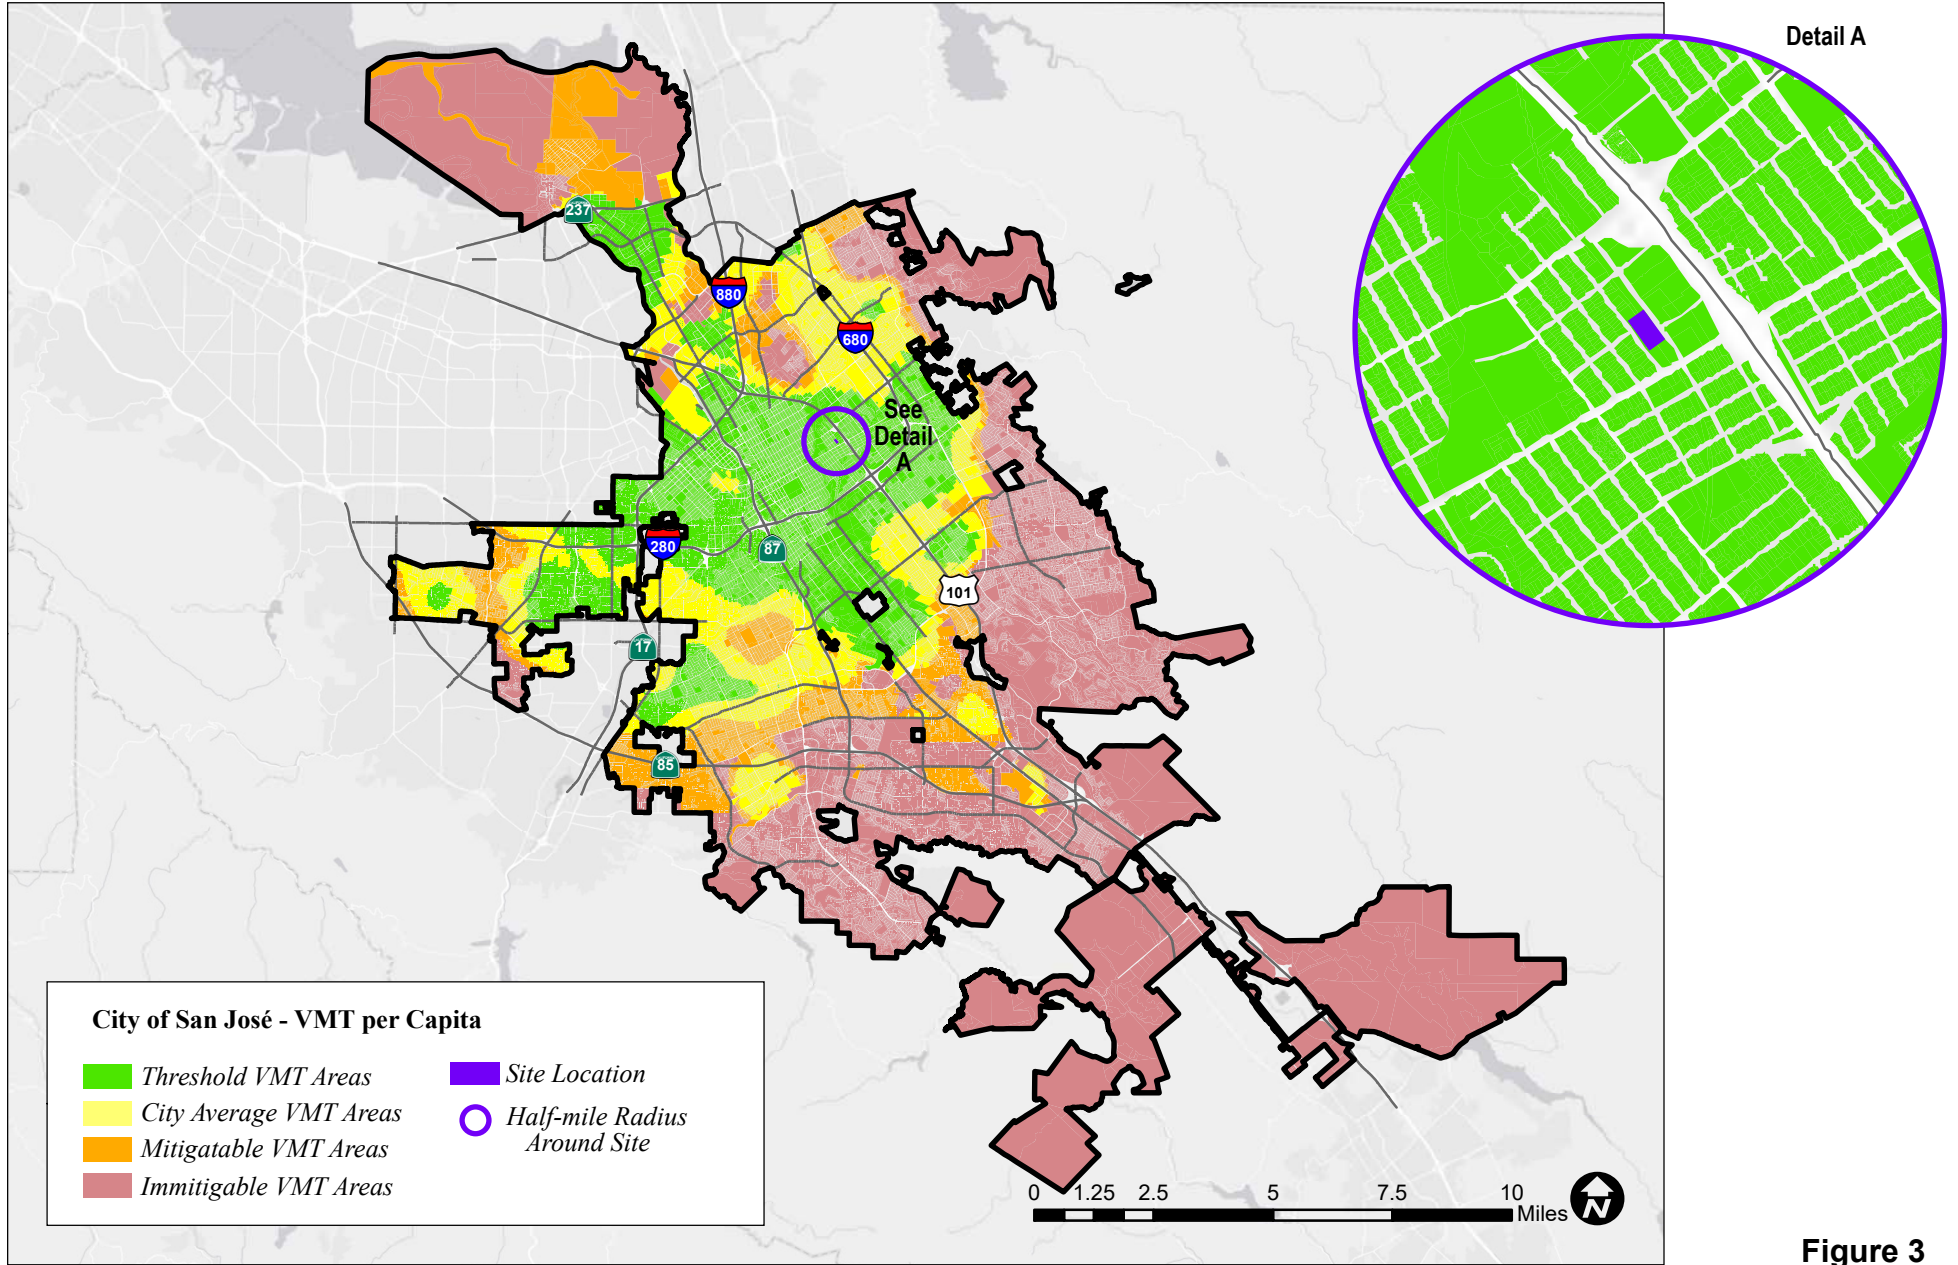 Detail A
237
880
680
See
Detail
A
280
87
101
17
85
City of San José - VMT per Capita
Threshold VMT Areas
City Average VMT Areas
Mitigatable VMT Areas
Immitigable VMT Areas
Site Location
Half-mile Radius
Around Site
0 1.25 2.5 5 7.5 10
Miles
N
Figure 3